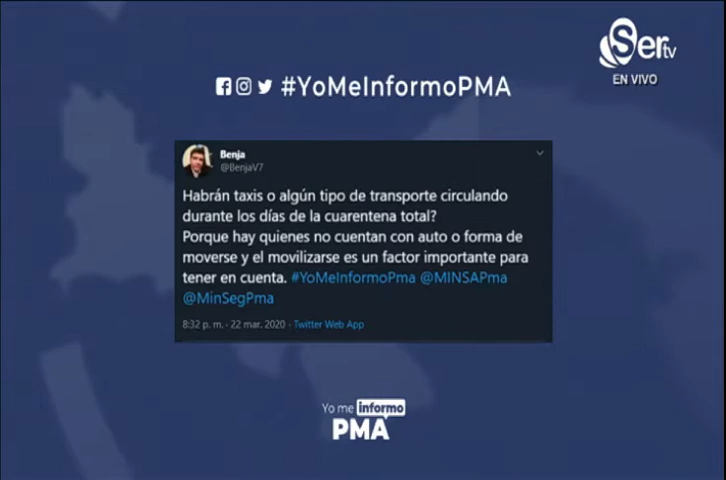 Ser tv
EN VIVO
#YoMeInformoPMA
Benja
@BenjaV7
Habrán taxis o algún tipo de transporte circulando
durante los días de la cuarentena total?
Porque hay quienes no cuentan con auto o forma de
moverse y el movilizarse es un factor importante para
tener en cuenta. #YoMeInformoPma @MINSAPma
@MinSegPma
8:32 p. m. · 22 mar. 2020 · Twitter Web App
Yo me informo
PMA